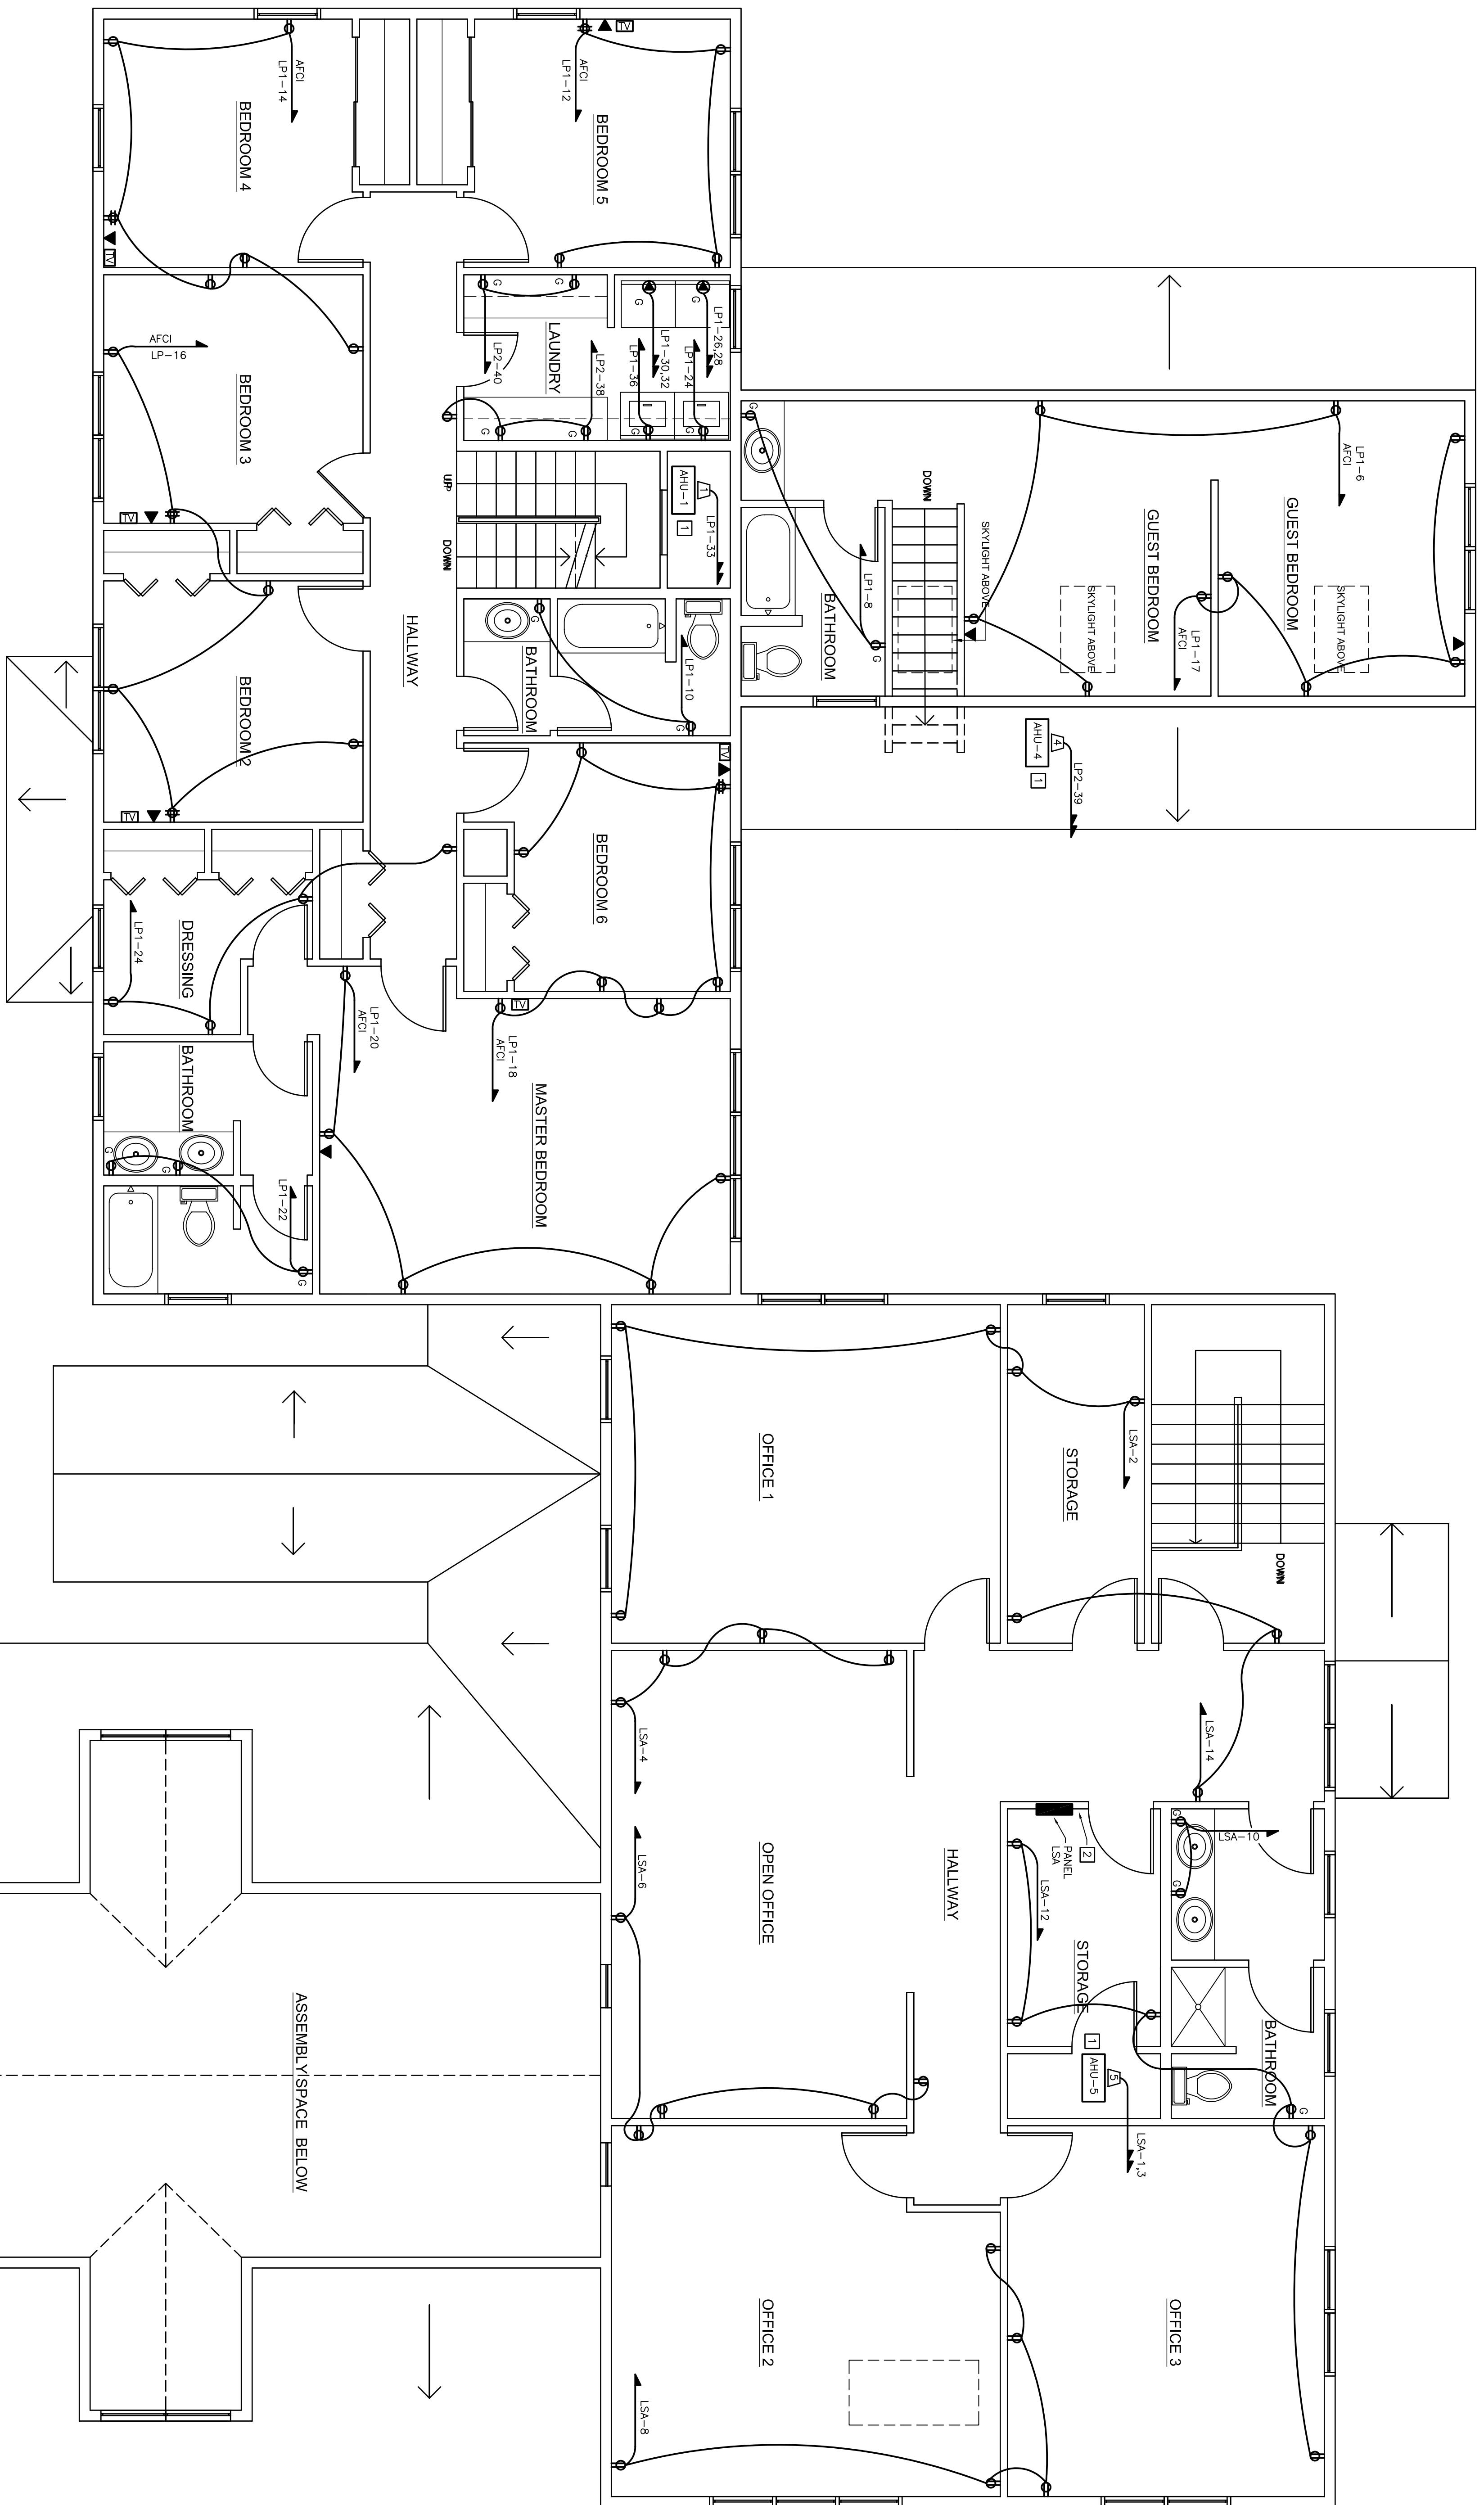 TV
AFCI
LP1-14
AFCI
LP1-12
TV
BEDROOM 4
BEDROOM 5
TV
G
G
G
G
LP1-26,28
LP1-30,32
LP1-24
LP1-36
LP2-40
LP2-38
LAUNDRY
G
G
G
G
AFCI
LP-16
BEDROOM 3
TV
UP
DOWN
AHU-1
1
1
LP1-33
LP1-6
AFCI
G
DOWN
SKYLIGHT ABOVE
GUEST BEDROOM
GUEST BEDROOM
SKYLIGHT ABOVE
SKYLIGHT ABOVE
LP1-8
BATHROOM
G
LP1-17
AFCI
HALLWAY
G
BATHROOM
LP1-10
G
BEDROOM 2
TV
AHU-4
4
1
LP2-39
TV
BEDROOM 6
DRESSING
LP1-24
LP1-20
AFCI
TV
LP1-18
AFCI
MASTER BEDROOM
BATHROOM
G
G
LP1-22
G
OFFICE 1
STORAGE
LSA-2
DOWN
LSA-4
LSA-14
LSA-6
OPEN OFFICE
HALLWAY
PANEL
LSA
2
LSA-12
STORAGE
G
G
LSA-10
BATHROOM
G
1
AHU-5
5
LSA-1,3
ASSEMBLY SPACE BELOW
OFFICE 2
OFFICE 3
LSA-8